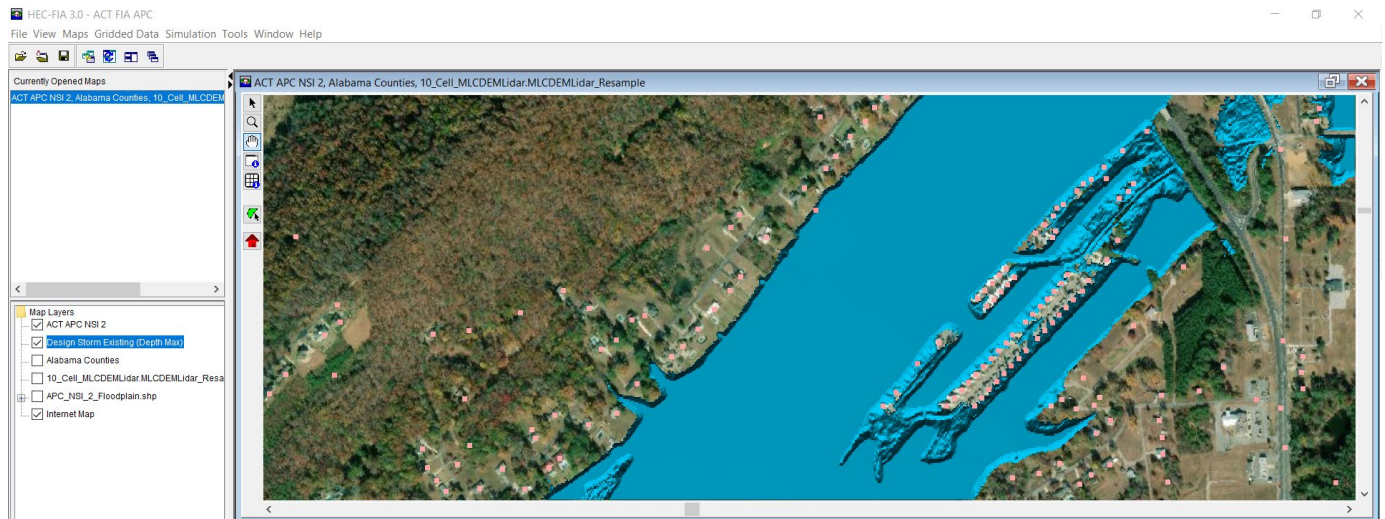 HEC-FIA 3.0 - ACT FIA APC
File View Maps Gridded Data Simulation Tools Window Help
Currently Opened Maps
ACT APC NSI 2, Alabama Counties, 10_Cell_MLCDEM
ACT APC NSI 2, Alabama Counties, 10_Cell_MLCDEMLidar.MLCDEMLidar_Resample
Map Layers
ACT APC NSI 2
Design Storm Existing (Depth Max)
Alabama Counties
10_Cell_MLCDEMLidar.MLCDEMLidar_Resa
APC_NSI_2_Floodplain.shp
Internet Map